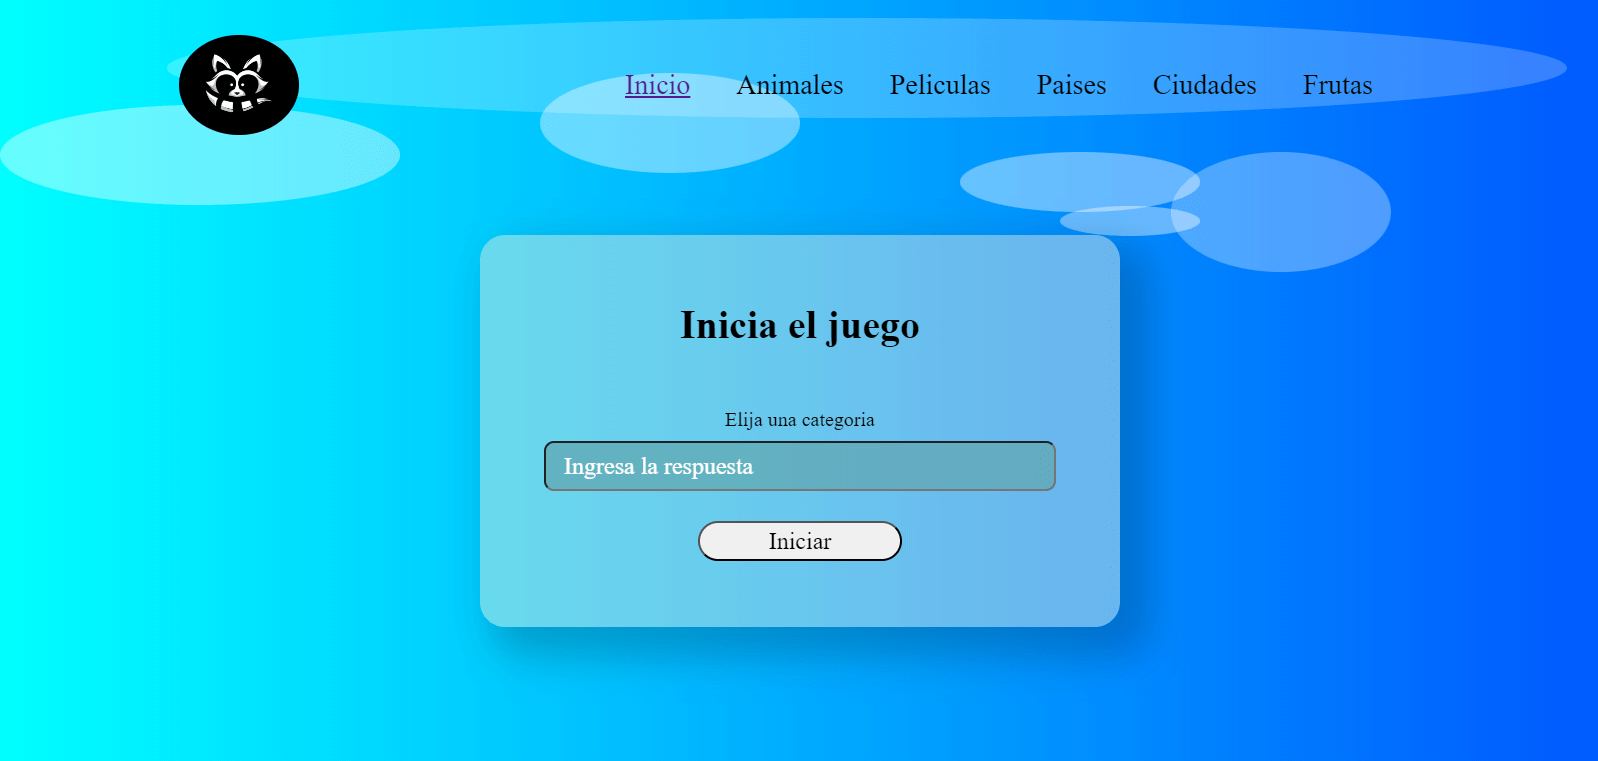 Inicio Animales Peliculas Paises Ciudades Frutas
Inicia el juego
Elija una categoria
Ingresa la respuesta
Iniciar